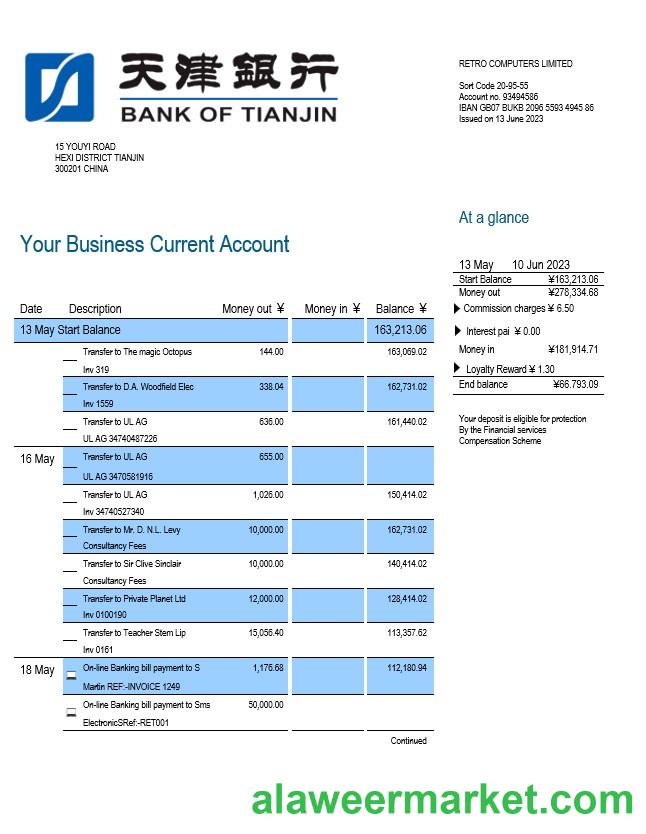 天津銀行
BANK OF TIANJIN
RETRO COMPUTERS LIMITED
Sort Code 20-95-55
Account no. 93494586
IBAN GB07 BUKB 2096 5593 4945 86
Issued on 13 June 2023
15 YOUYI ROAD
HEXI DISTRICT TIANJIN
300201 CHINA
At a glance
Your Business Current Account
13 May 10 Jun 2023
Start Balance ¥163,213.06
Money out ¥278,334.68
Commission charges ¥ 6.50
Interest pai ¥ 0.00
Money in ¥181,914.71
Loyalty Reward ¥ 1.30
End balance ¥66.793.09
Your deposit is eligible for protection
By the Financial services
Compensation Scheme
Date Description Money out ¥ Money in ¥ Balance ¥
13 May Start Balance 163,213.06
Transfer to The magic Octopus 144.00 163,069.02
Inv 319
Transfer to D.A. Woodfield Elec 338.04 162,731.02
Inv 1559
Transfer to UL AG 636.00 161,440.02
UL AG 34740487226
16 May Transfer to UL AG 655.00
UL AG 3470581916
Transfer to UL AG 1,026.00 150,414.02
Inv 34740527340
Transfer to Mr. D. N.L. Levy 10,000.00 162,731.02
Consultancy Fees
Transfer to Sir Clive Sinclair 10,000.00 140,414.02
Consultancy Fees
Transfer to Private Planet Ltd 12,000.00 128,414.02
Inv 0100190
Transfer to Teacher Stem Lip 15,056.40 113,357.62
Inv 0161
18 May On-line Banking bill payment to S 1,176.68 112,180.94
Martin REF:-INVOICE 1249
On-line Banking bill payment to Sms 50,000.00
ElectronicSRef:-RET001
Continued
alaweermarket.com